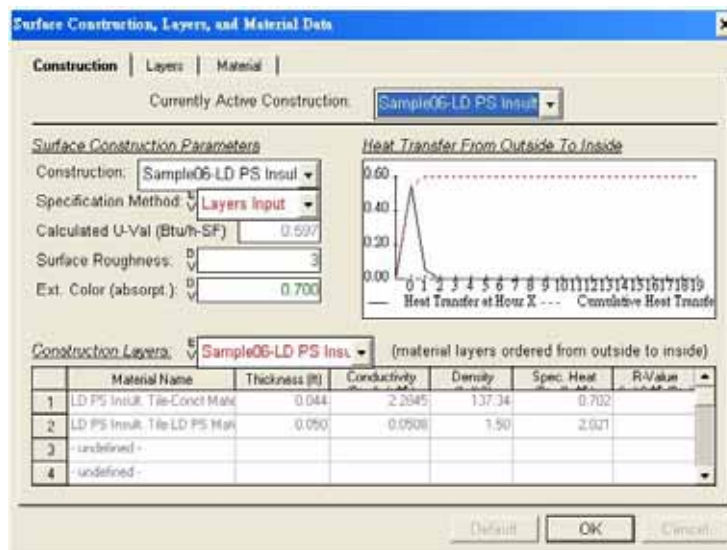 Surface Construction, Layers, and Material Data
Construction | Layers | Material |
Currently Active Construction: Sample06-LD PS Insult
Surface Construction Parameters
Construction: Sample06-LD PS Insul
Specification Method: Layers Input
Calculated U-Val (Btu/h-SF) 0.597
Surface Roughness: 3
Ext. Color (absorpt.): 0.700
Heat Transfer From Outside To Inside
0.60
0.40
0.20
0.00
0 1 2 3 4 5 6 7 8 9 10 11 12 13 14 15 16 17 18 19
Heat Transfer at Hour X --- Cumulative Heat Transfe
Construction Layers: Sample06-LD PS Insu (material layers ordered from outside to inside)
Material Name Thickness (ft) Conductivity Density Spec. Heat R-Value
1 LD PS Insult. Tile-Conct Mate 0.044 2.2845 137.34 0.702
2 LD PS Insult. Tile-LD PS Mate 0.050 0.0508 1.50 2.021
3 - undefined -
4 - undefined -
Default OK Cancel